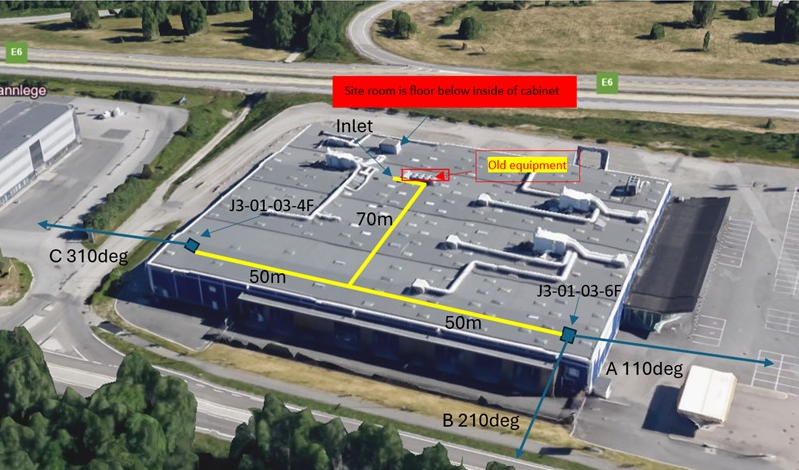 E6
E6
annlege
Site room is floor below inside of cabinet
Inlet
Old equipment
J3-01-03-4F
70m
C 310deg
50m
J3-01-03-6F
50m
A 110deg
B 210deg